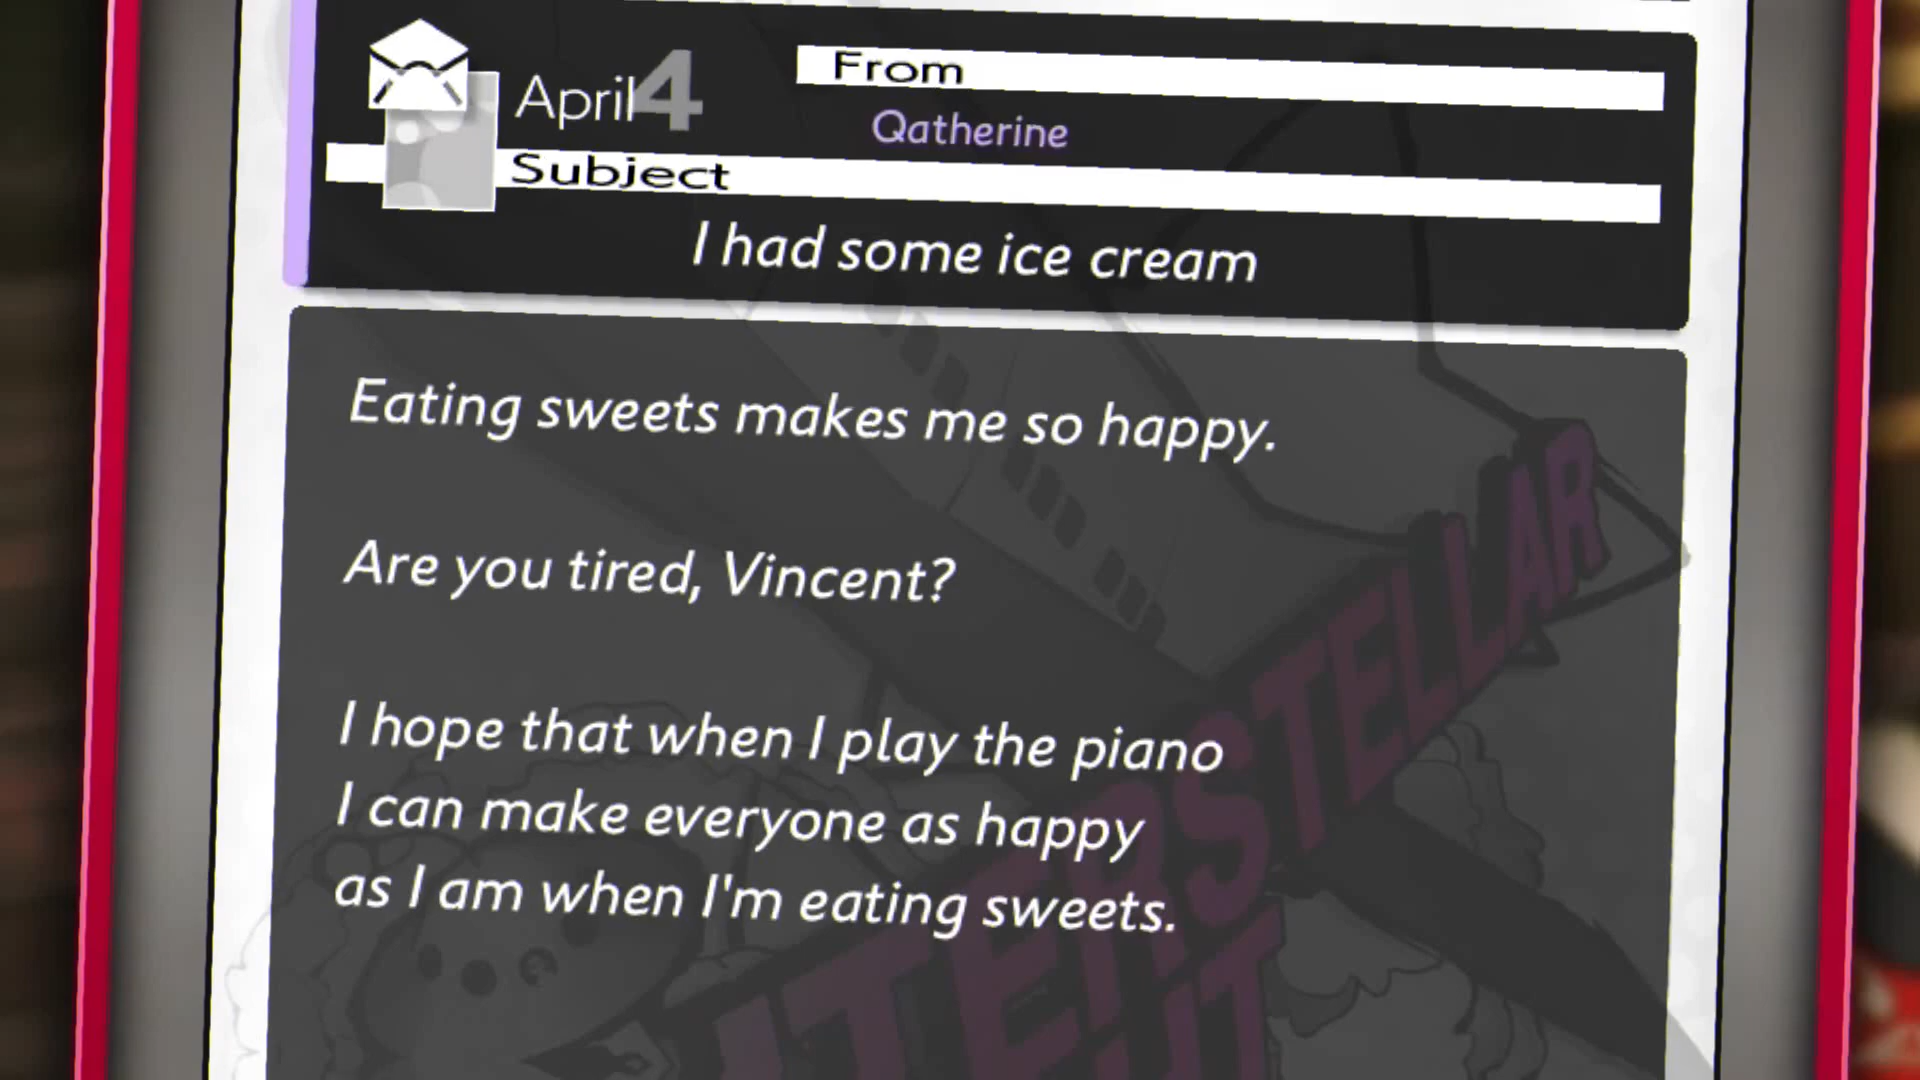 April 4
From
Qatherine
Subject
I had some ice cream
Eating sweets makes me so happy.
Are you tired, Vincent?
I hope that when I play the piano
I can make everyone as happy
as I am when I'm eating sweets.
INTERSTELLAR